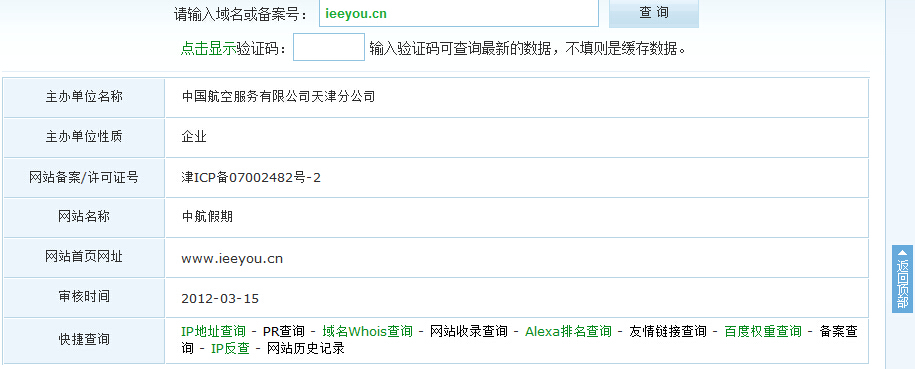 请输入域名或备案号： ieeyou.cn 查 询
点击显示验证码： 输入验证码可查询最新的数据，不填则是缓存数据。
主办单位名称 中国航空服务有限公司天津分公司
主办单位性质 企业
网站备案/许可证号 津ICP备07002482号-2
网站名称 中航假期
网站首页网址 www.ieeyou.cn
审核时间 2012-03-15
快捷查询 IP地址查询 - PR查询 - 域名Whois查询 - 网站收录查询 - Alexa排名查询 - 友情链接查询 - 百度权重查询 - 备案查
询 - IP反查 - 网站历史记录
返回顶部